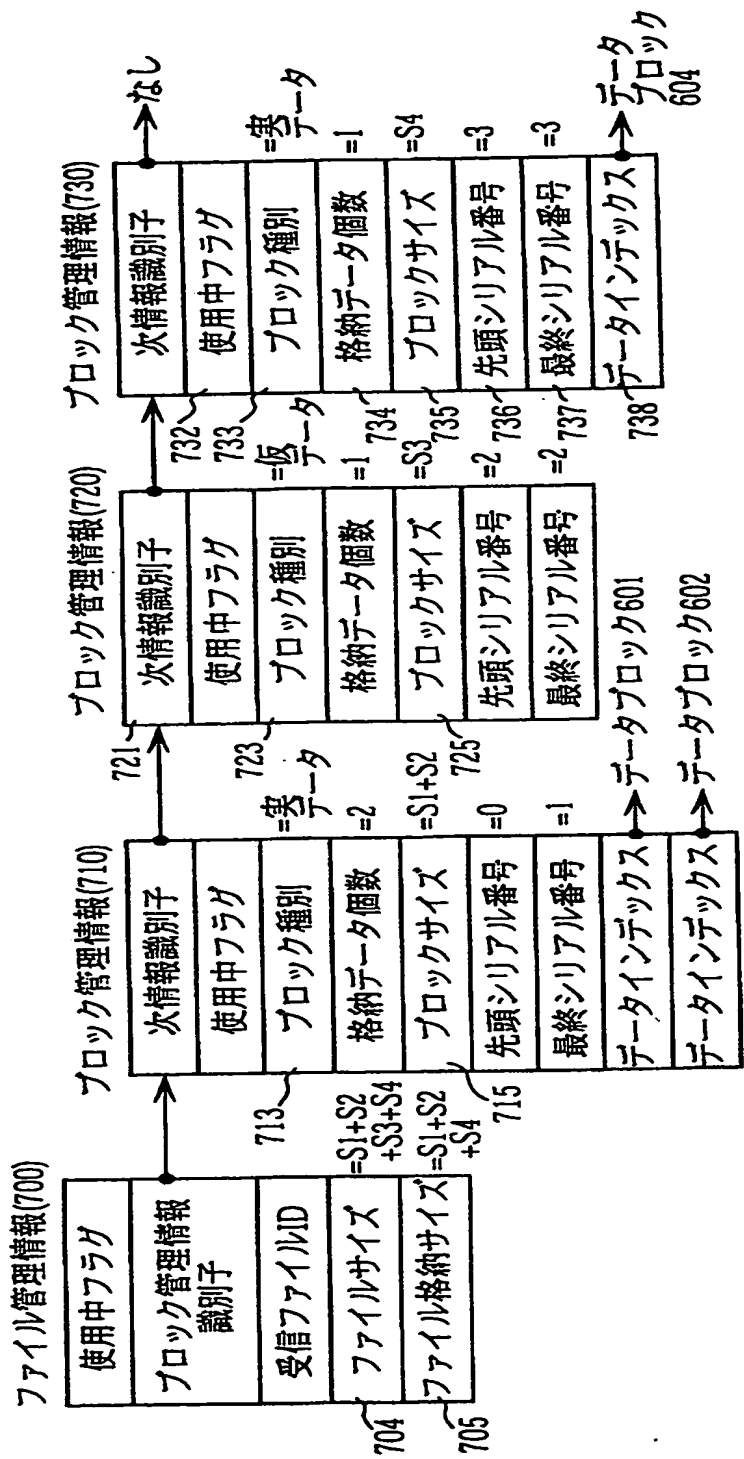 ファイル管理情報(700)
使用中フラグ
ブロック管理情報
識別子
受信ファイルID
ファイルサイズ
=S1+S2
+S3+S4
704
ファイル格納サイズ
=S1+S2
+S4
705
ブロック管理情報(710)
次情報識別子
使用中フラグ
ブロック種別
=実
データ
713
格納データ個数
=2
ブロックサイズ
=S1+S2
715
先頭シリアル番号
=0
最終シリアル番号
=1
データインデックス
データブロック601
データインデックス
データブロック602
ブロック管理情報(720)
次情報識別子
721
使用中フラグ
ブロック種別
=仮
データ
723
格納データ個数
=1
ブロックサイズ
=S3
725
先頭シリアル番号
=2
最終シリアル番号
=2
ブロック管理情報(730)
次情報識別子
なし
使用中フラグ
732
ブロック種別
=実
データ
733
格納データ個数
=1
734
ブロックサイズ
=S4
735
先頭シリアル番号
=3
736
最終シリアル番号
=3
737
データインデックス
738
データ
ブロック
604